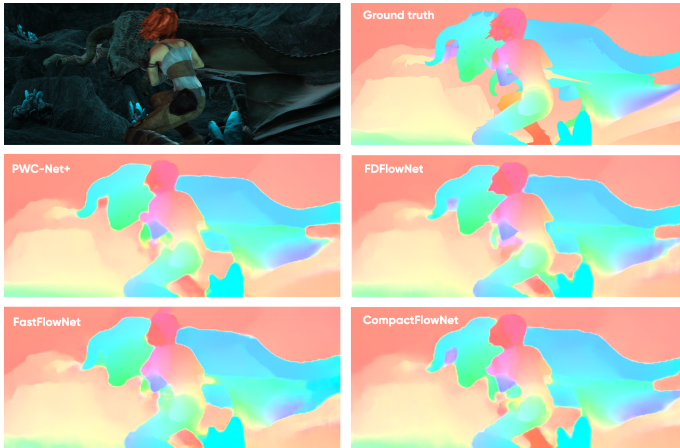 Ground truth
PWC-Net+
FDFlowNet
FastFlowNet
CompactFlowNet